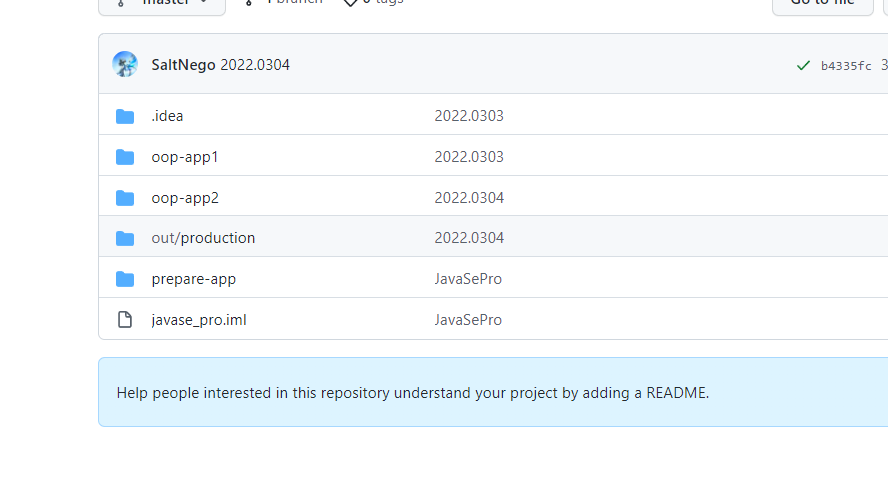 master 1 branch 0 tags Go to file
SaltNego 2022.0304 b4335fc 3
.idea 2022.0303
oop-app1 2022.0303
oop-app2 2022.0304
out/production 2022.0304
prepare-app JavaSePro
javase_pro.iml JavaSePro
Help people interested in this repository understand your project by adding a README.